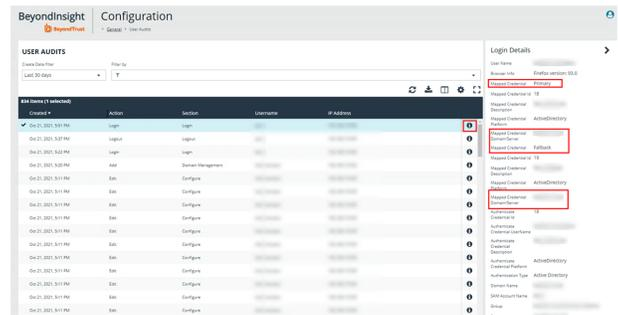 BeyondInsight
BeyondTrust
Configuration
General > User Audits
USER AUDITS
Create Date Filter
Filter by
Last 30 days
834 items (1 selected)
Created Action Section Username IP Address
Oct 21, 2021, 5:51 PM Login Login
Oct 21, 2021, 5:37 PM Logout Logout
Oct 21, 2021, 5:22 PM Login Login
Oct 21, 2021, 5:20 PM Add Domain Management
Oct 21, 2021, 5:11 PM Edit Configure
Oct 21, 2021, 5:11 PM Edit Configure
Oct 21, 2021, 5:11 PM Edit Configure
Oct 21, 2021, 5:11 PM Edit Configure
Oct 21, 2021, 5:11 PM Edit Configure
Oct 21, 2021, 5:11 PM Edit Configure
Oct 21, 2021, 5:11 PM Edit Configure
Oct 21, 2021, 5:11 PM Edit Configure
Oct 21, 2021, 5:11 PM Edit Configure
Oct 21, 2021, 5:11 PM Edit Configure
Oct 21, 2021, 5:11 PM Edit Configure
Login Details
User Name
Browser Info Firefox version: 93.0
Mapped Credential Primary
Mapped Credential Id 18
Mapped Credential
Description
Mapped Credential ActiveDirectory
Platform
Mapped Credential
Domain/Server
Mapped Credential Fallback
Mapped Credential Id 18
Mapped Credential
Description
Mapped Credential ActiveDirectory
Platform
Mapped Credential
Domain/Server
Authenticate 18
Credential Id
Authenticate
Credential UserName
Authenticate
Credential
Description
Authenticate ActiveDirectory
Credential Platform
Authentication Type Active Directory
Domain Name
SAM Account Name
Group